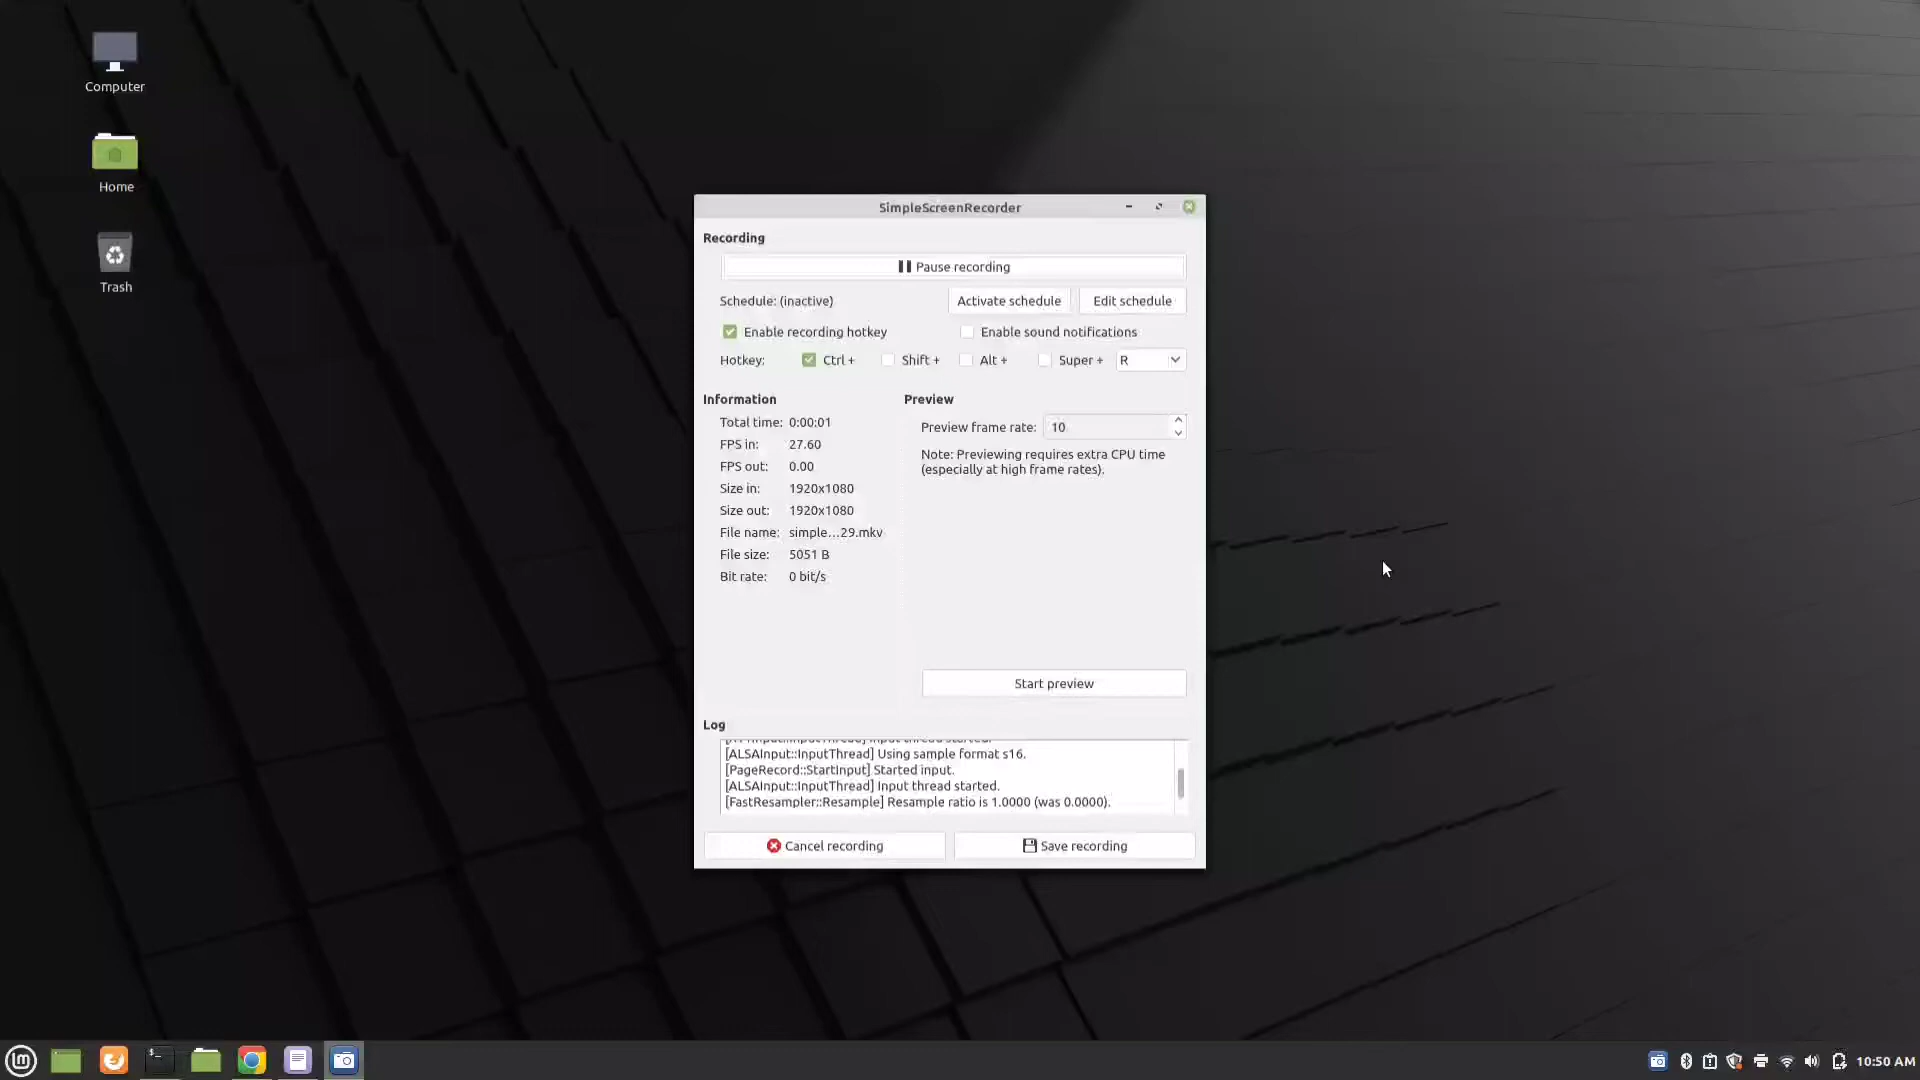 Computer
Home
Trash
SimpleScreenRecorder
Recording
Pause recording
Schedule: (inactive) Activate schedule Edit schedule
Enable recording hotkey Enable sound notifications
Hotkey: Ctrl + Shift + Alt + Super + R
Information
Total time: 0:00:01
FPS in: 27.60
FPS out: 0.00
Size in: 1920x1080
Size out: 1920x1080
File name: simple...29.mkv
File size: 5051 B
Bit rate: 0 bit/s
Preview
Preview frame rate: 10
Note: Previewing requires extra CPU time
(especially at high frame rates).
Start preview
Log
[ALSAInput::InputThread] Using sample format s16.
[PageRecord::StartInput] Started input.
[ALSAInput::InputThread] Input thread started.
[FastResampler::Resample] Resample ratio is 1.0000 (was 0.0000).
Cancel recording Save recording
10:50 AM